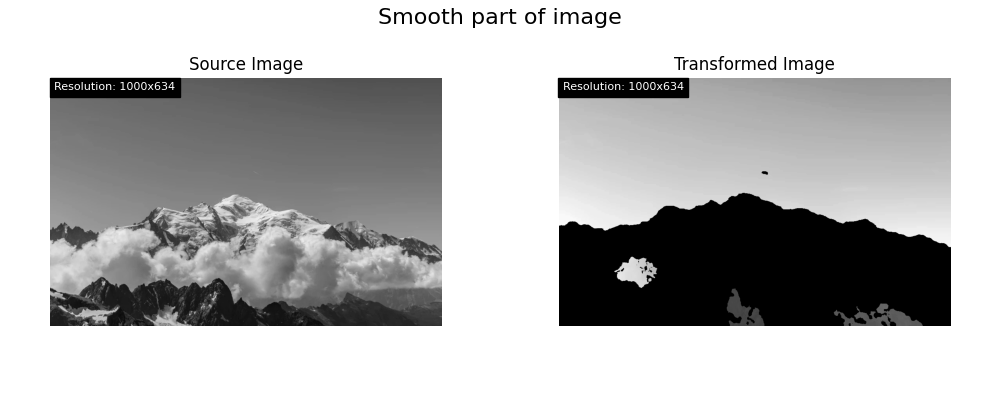 Smooth part of image
Source Image
Transformed Image
Resolution: 1000x634
Resolution: 1000x634